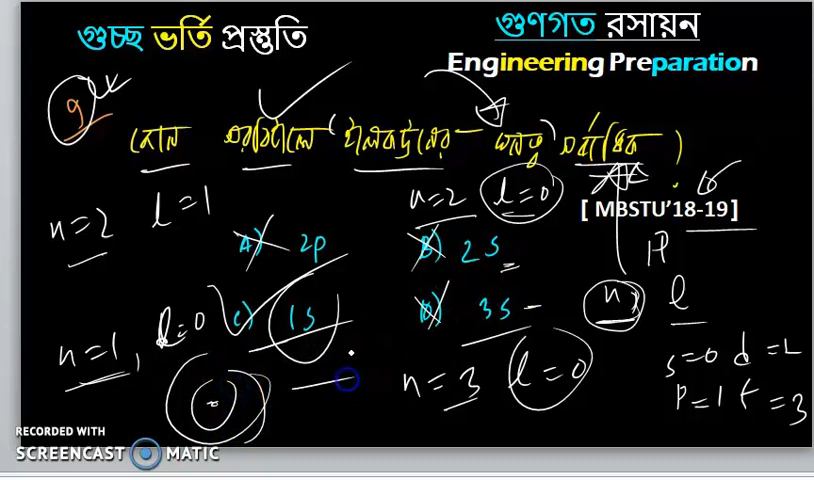 গুচ্ছ ভর্তি প্রস্তুতি
গুণগত রসায়ন
Engineering Preparation
কোন অরবিটালে ইলেকট্রনের ঘনত্ব সর্বাধিক
[ MBSTU'18-19]
n=2 l=1
n=2 l=0
A) 2p
B) 2s
C) 1s
D) 3s
n=1, l=0
n=3 l=0
n l
s=0 d=2
p=1 f=3
RECORDED WITH
SCREENCAST MATIC